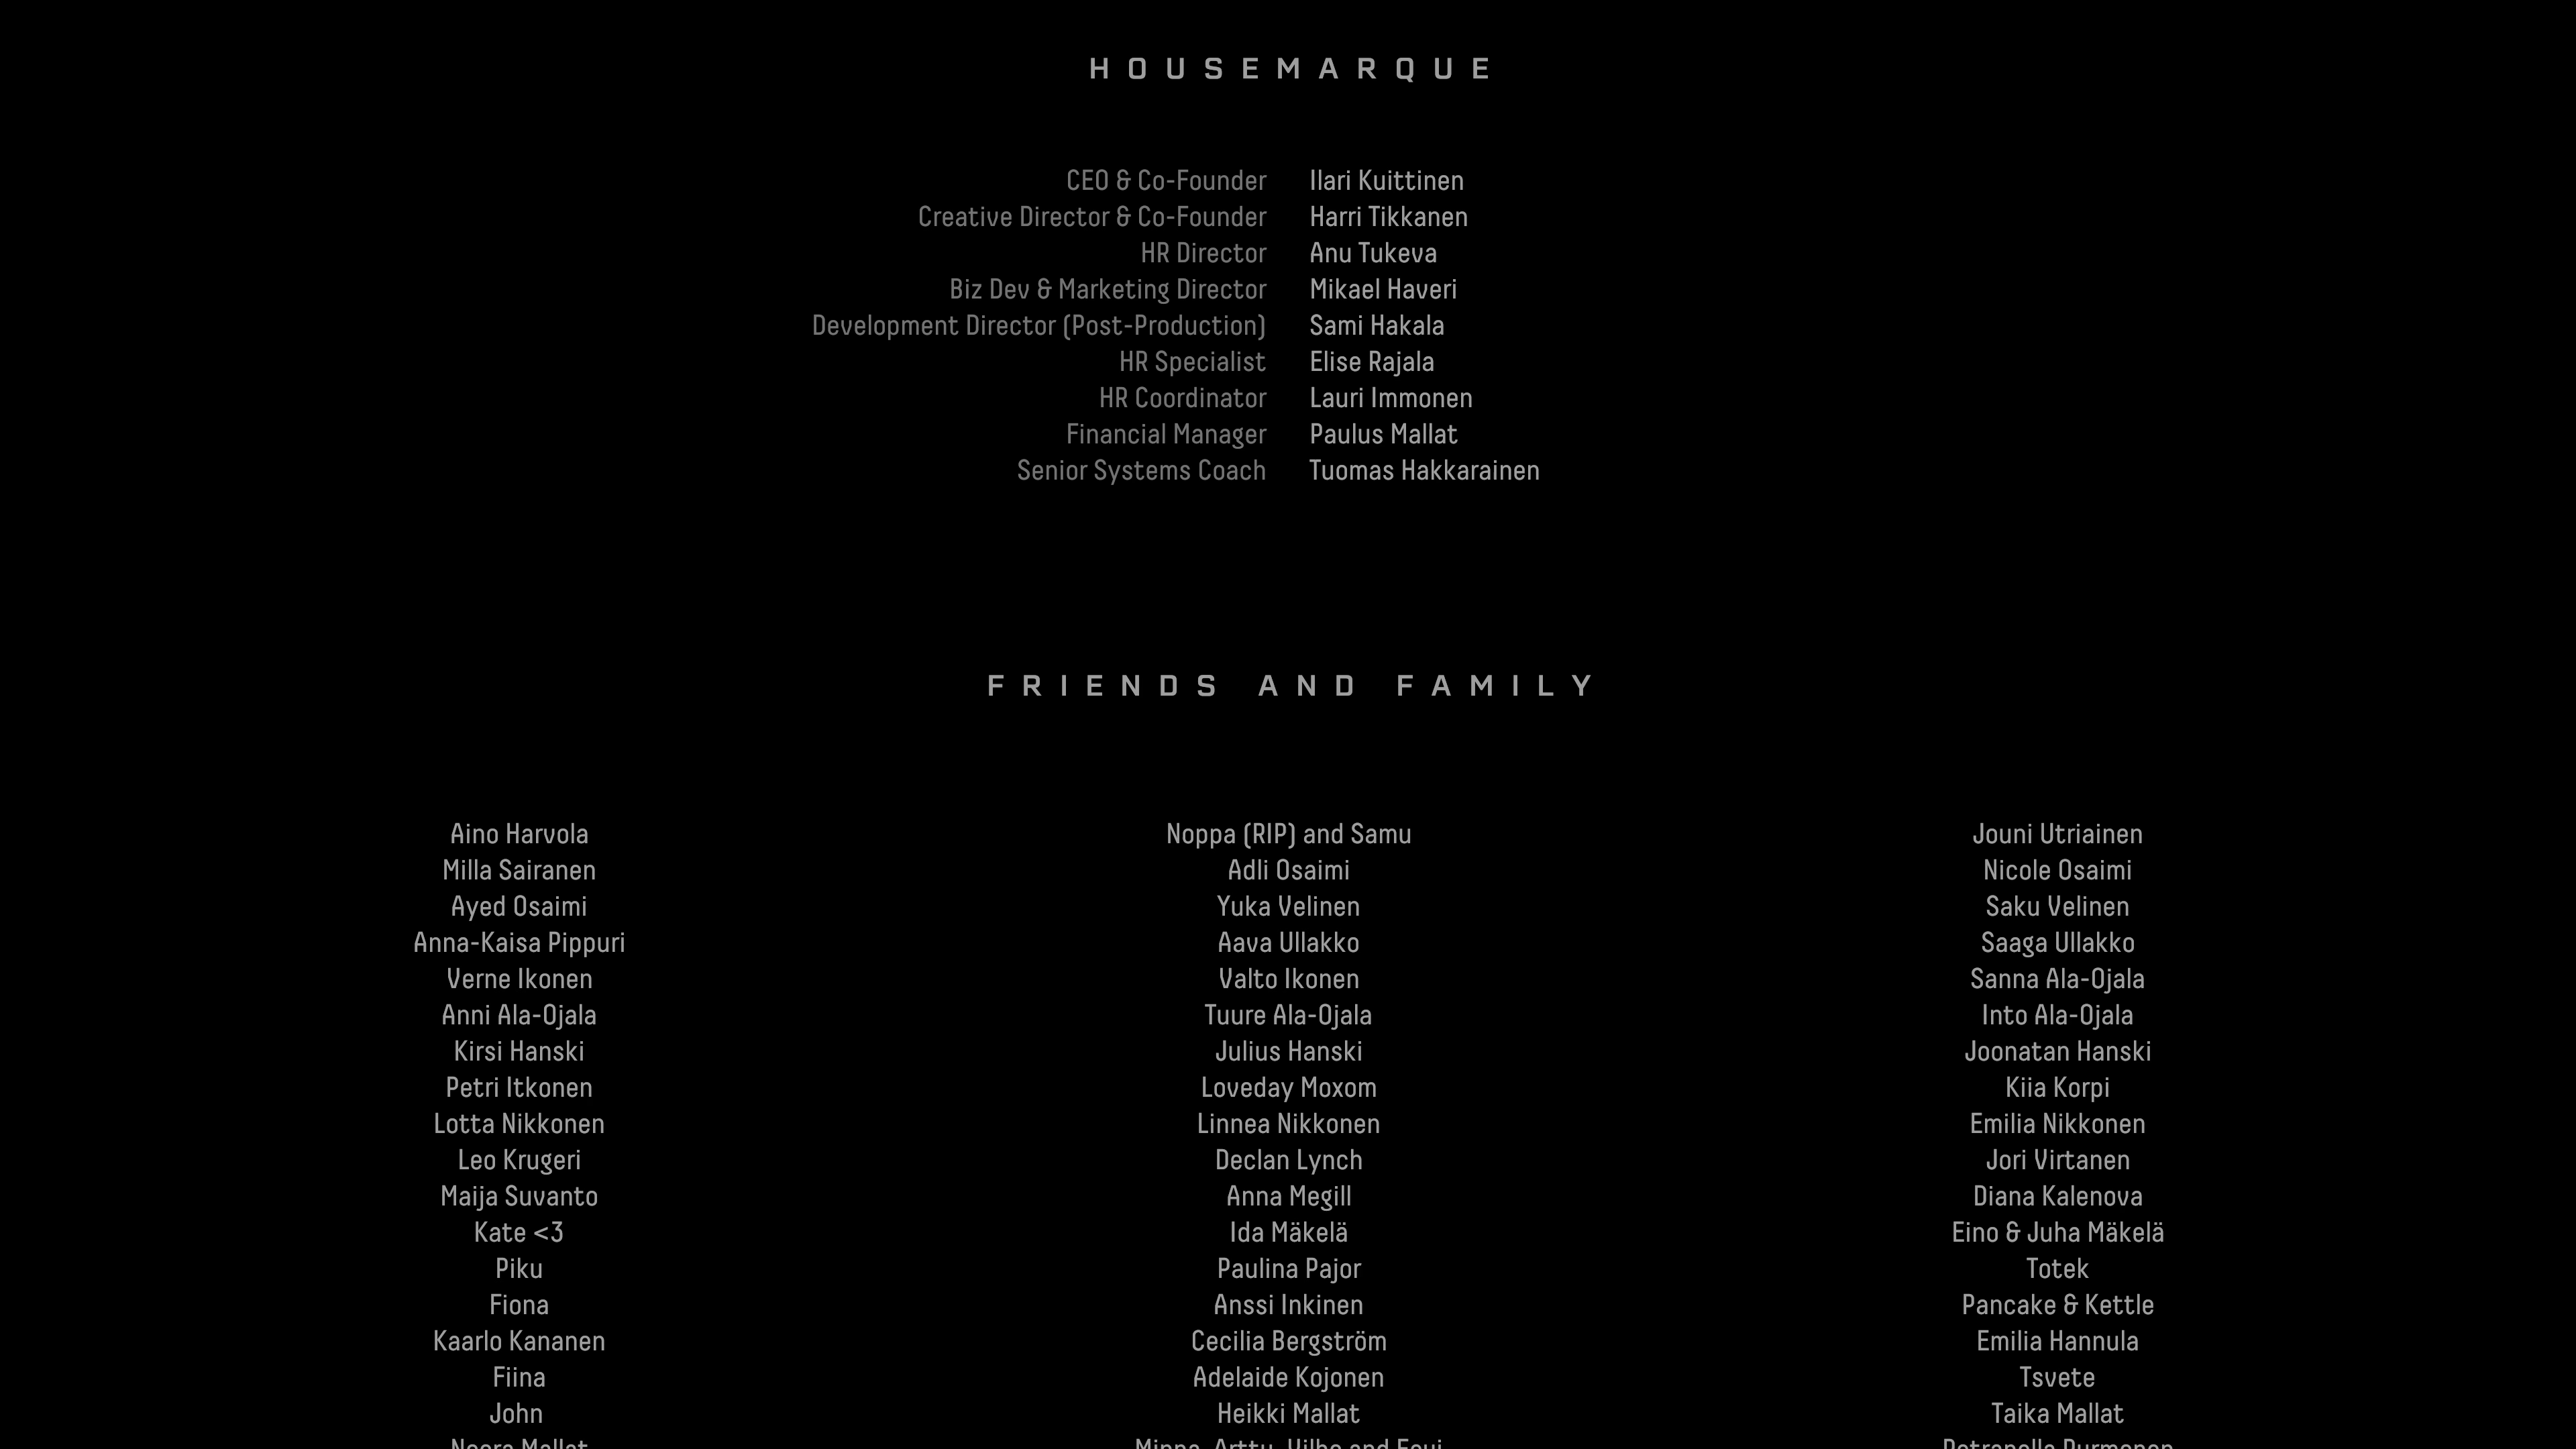 HOUSEMARQUE
CEO & Co-Founder Ilari Kuittinen
Creative Director & Co-Founder Harri Tikkanen
HR Director Anu Tukeva
Biz Dev & Marketing Director Mikael Haveri
Development Director (Post-Production) Sami Hakala
HR Specialist Elise Rajala
HR Coordinator Lauri Immonen
Financial Manager Paulus Mallat
Senior Systems Coach Tuomas Hakkarainen
FRIENDS AND FAMILY
Aino Harvola Noppa (RIP) and Samu Jouni Utriainen
Milla Sairanen Adli Osaimi Nicole Osaimi
Ayed Osaimi Yuka Velinen Saku Velinen
Anna-Kaisa Pippuri Aava Ullakko Saaga Ullakko
Verne Ikonen Valto Ikonen Sanna Ala-Ojala
Anni Ala-Ojala Tuure Ala-Ojala Into Ala-Ojala
Kirsi Hanski Julius Hanski Joonatan Hanski
Petri Itkonen Loveday Moxom Kiia Korpi
Lotta Nikkonen Linnea Nikkonen Emilia Nikkonen
Leo Krugeri Declan Lynch Jori Virtanen
Maija Suvanto Anna Megill Diana Kalenova
Kate <3 Ida Mäkelä Eino & Juha Mäkelä
Piku Paulina Pajor Totek
Fiona Anssi Inkinen Pancake & Kettle
Kaarlo Kananen Cecilia Bergström Emilia Hannula
Fiina Adelaide Kojonen Tsvete
John Heikki Mallat Taika Mallat
Mallat and